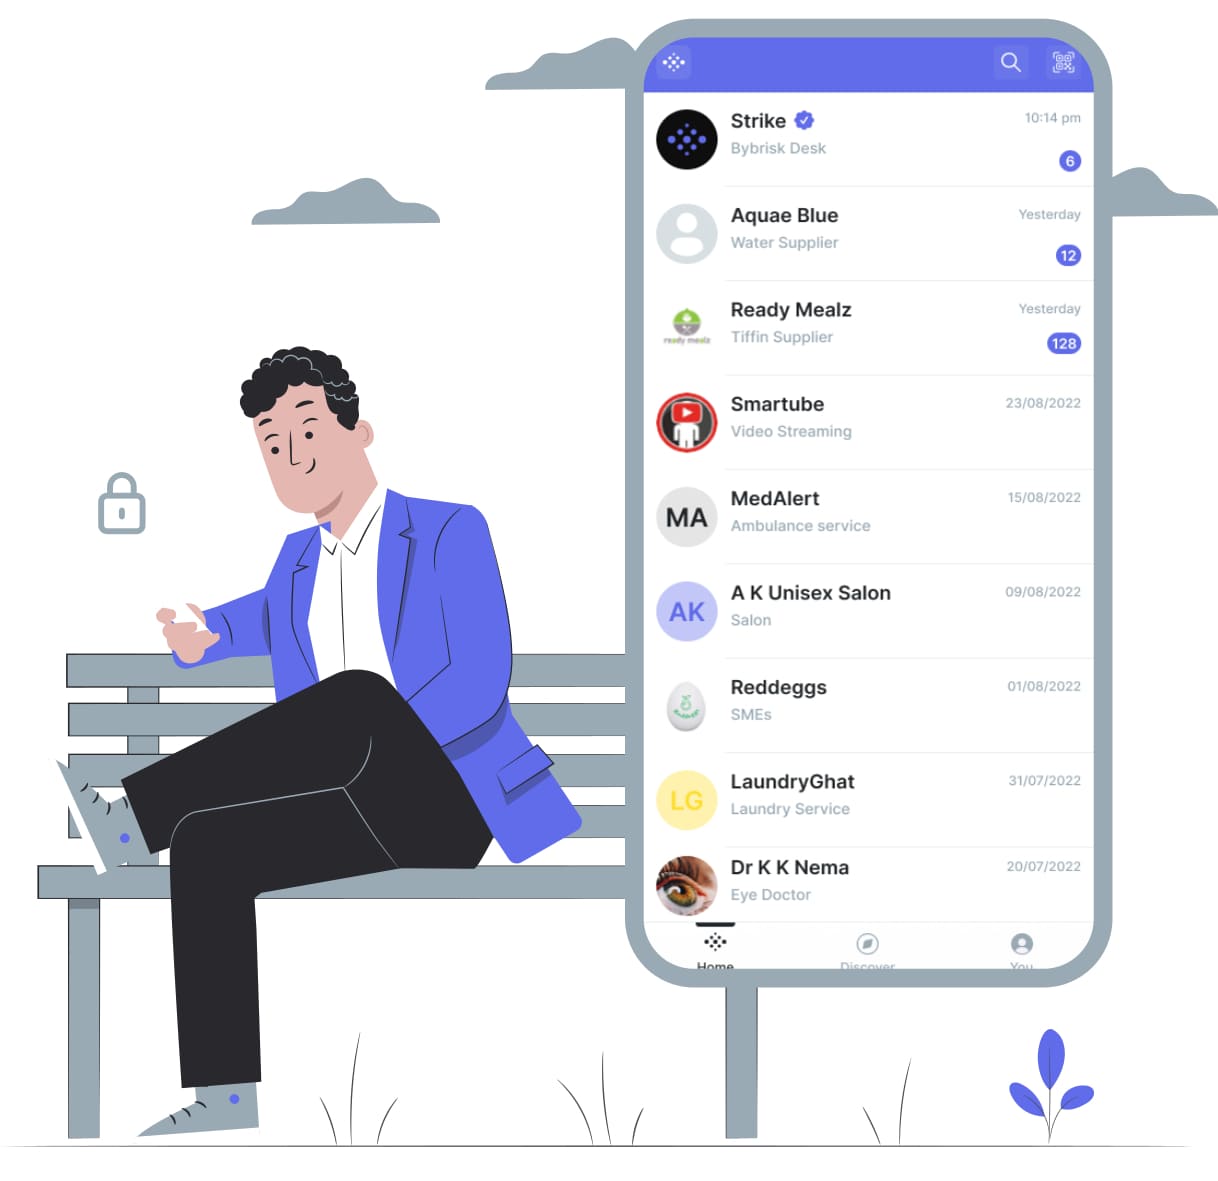 Strike
10:14 pm
Bybrisk Desk
6
Aquae Blue
Yesterday
Water Supplier
12
Ready Mealz
Yesterday
ready mealz
Tiffin Supplier
128
Smartube
23/08/2022
Video Streaming
MA
MedAlert
15/08/2022
Ambulance service
AK
A K Unisex Salon
09/08/2022
Salon
Reddeggs
01/08/2022
SMEs
LG
LaundryGhat
31/07/2022
Laundry Service
Dr K K Nema
20/07/2022
Eye Doctor
Home
Discover
You